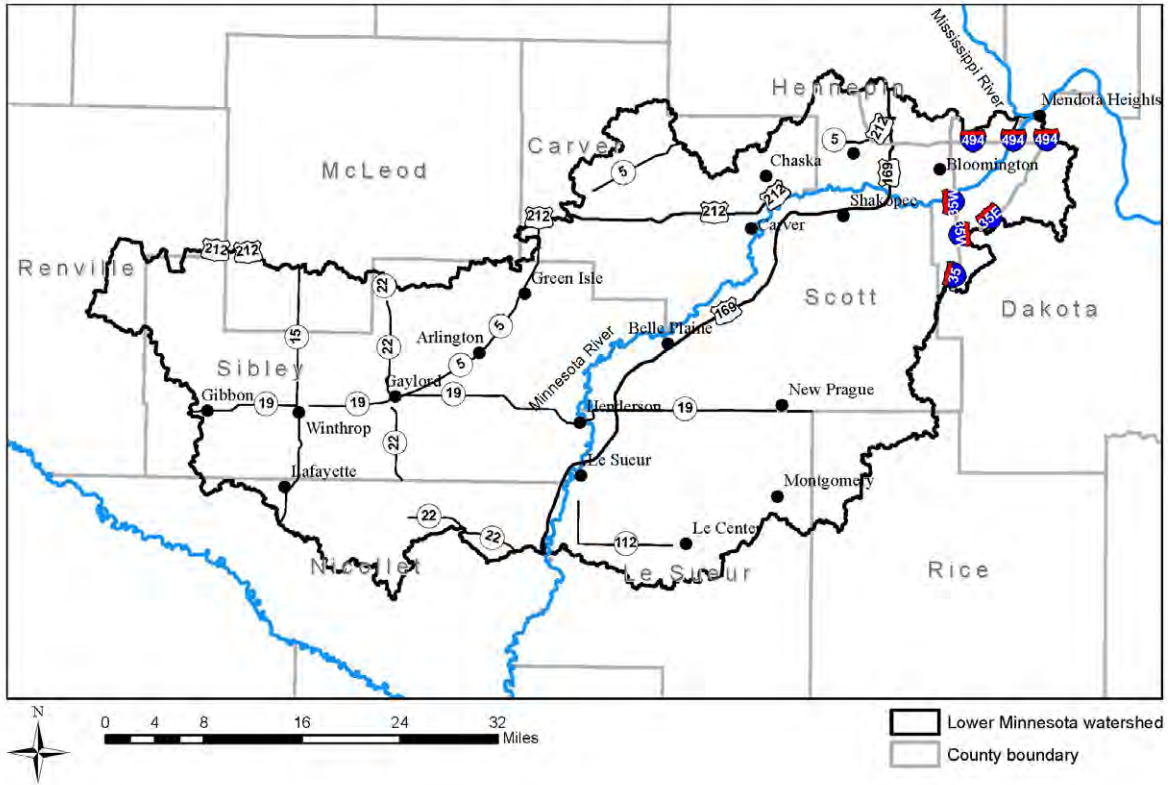 Mississippi River
Hennepin
Mendota Heights
212
5
494
494
494
Carver
McLeod
5
Chaska
Bloomington
169
212
35W
212
212
Shakopee
35E
Carver
35W
212
212
Renville
35
22
Green Isle
Scott
Dakota
169
15
5
Belle Plaine
Arlington
22
5
Minnesota River
Sibley
Gaylord
Gibbon
19
19
19
New Prague
Henderson
19
Winthrop
22
Le Sueur
Lafayette
Montgomery
22
22
112
Le Center
Nicollet
Le Sueur
Rice
N
0 4 8 16 24 32
Miles
Lower Minnesota watershed
County boundary